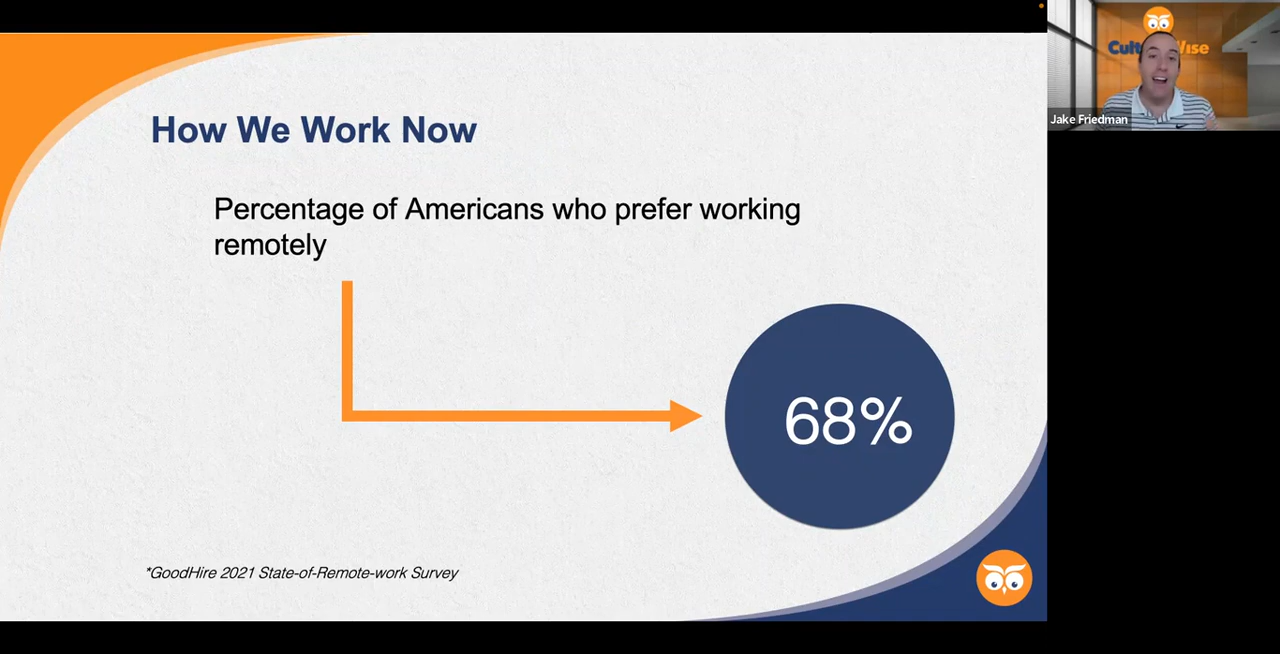 How We Work Now
Percentage of Americans who prefer working
remotely
68%
*GoodHire 2021 State-of-Remote-work Survey
Jake Friedman